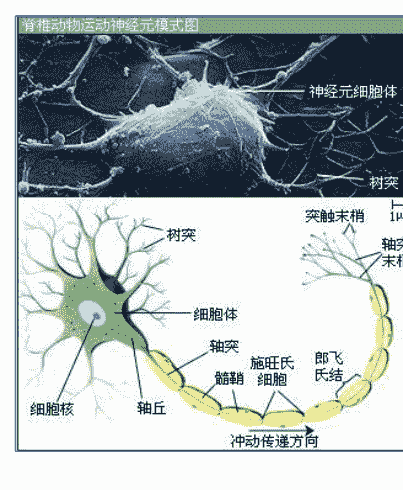 脊椎动物运动神经元模式图
神经元细胞体
树突
1μ
突触末梢
树突
轴突
末梢
细胞体
轴突
施旺氏
细胞
郎飞
氏结
髓鞘
细胞核
轴丘
冲动传递方向